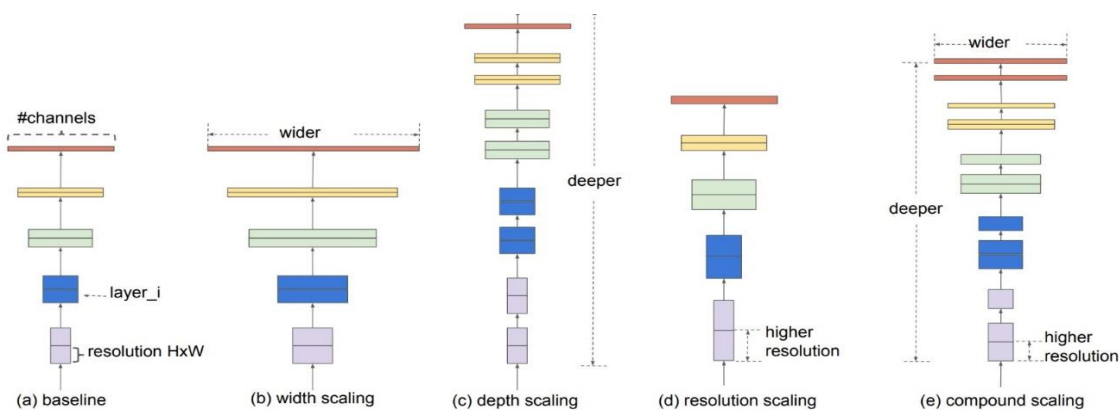 #channels
layer_i
resolution HxW
(a) baseline
wider
(b) width scaling
deeper
(c) depth scaling
higher
resolution
(d) resolution scaling
wider
deeper
higher
resolution
(e) compound scaling